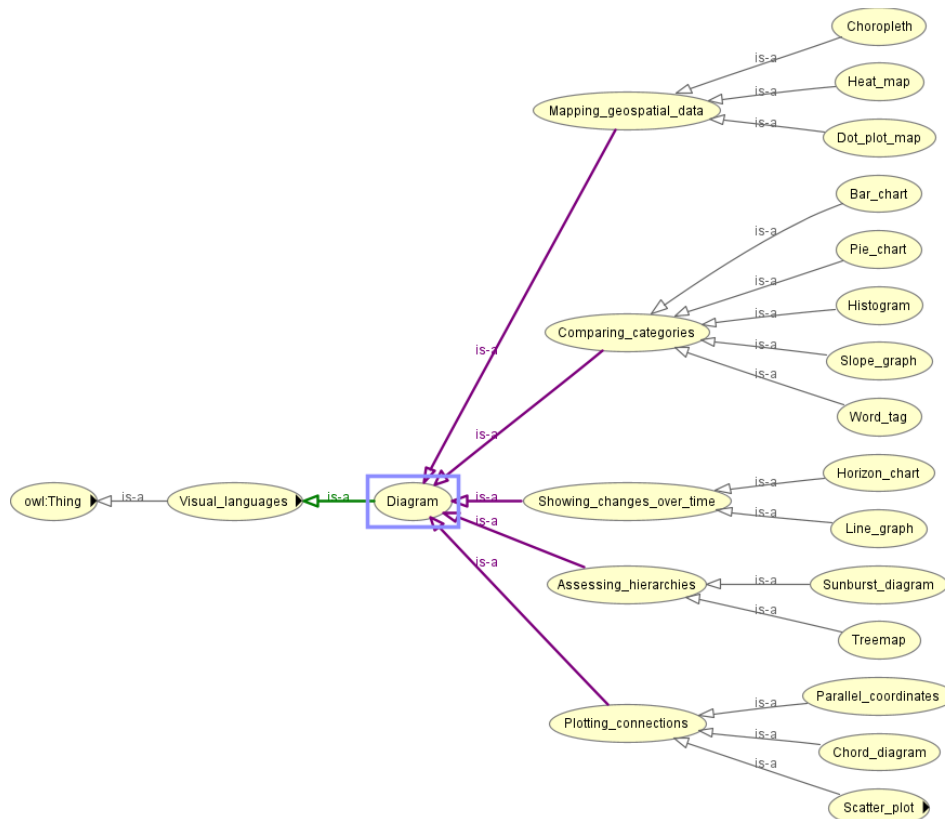 Choropleth
is-a
Heat_map
is-a
Mapping_geospatial_data
is-a
Dot_plot_map
Bar_chart
is-a
Pie_chart
is-a
Histogram
is-a
Comparing_categories
is-a
Slope_graph
is-a
is-a
Word_tag
is-a
Horizon_chart
is-a
owl:Thing
is-a
Visual_languages
is-a
Diagram
is-a
Showing_changes_over_time
is-a
Line_graph
is-a
Assessing_hierarchies
is-a
Sunburst_diagram
is-a
is-a
Treemap
Parallel_coordinates
is-a
Plotting_connections
is-a
Chord_diagram
is-a
Scatter_plot